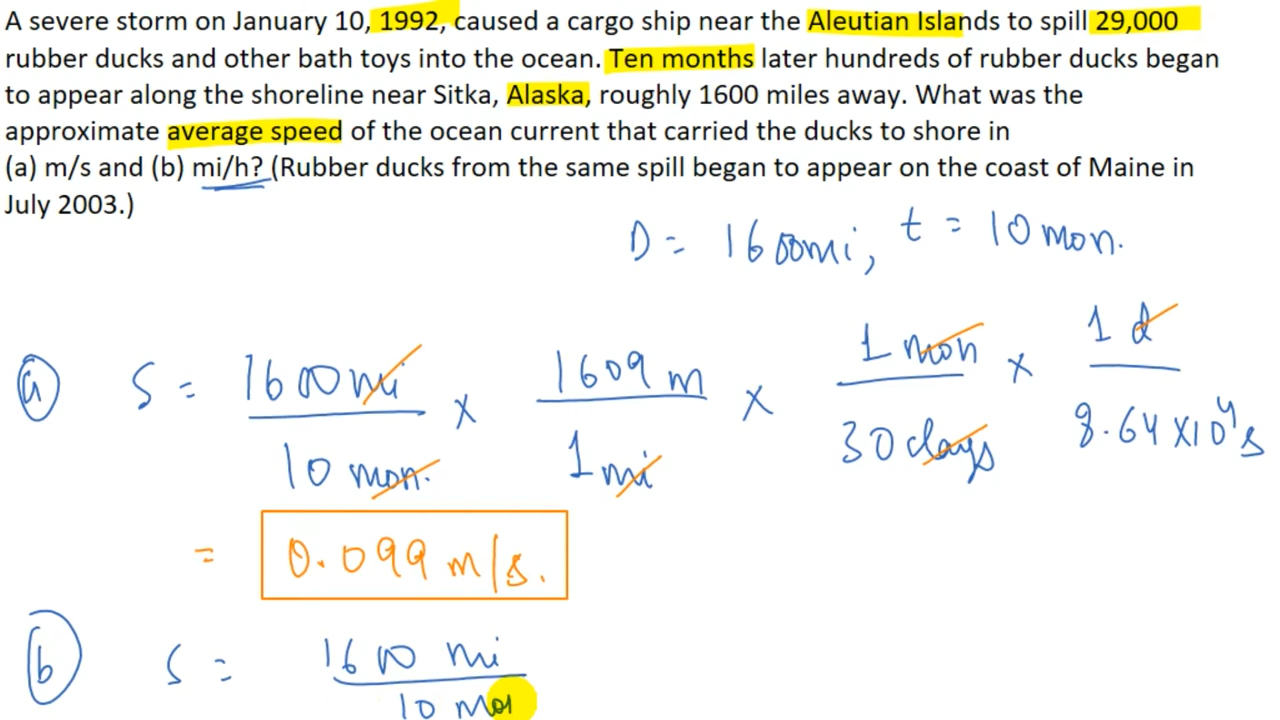 A severe storm on January 10, 1992, caused a cargo ship near the Aleutian Islands to spill 29,000
rubber ducks and other bath toys into the ocean. Ten months later hundreds of rubber ducks began
to appear along the shoreline near Sitka, Alaska, roughly 1600 miles away. What was the
approximate average speed of the ocean current that carried the ducks to shore in
(a) m/s and (b) mi/h? (Rubber ducks from the same spill began to appear on the coast of Maine in
July 2003.)
D = 1600mi, t = 10 mon.
(a) S = 1600mi / 10 mon. × 1609 m / 1 mi × 1 mon / 30 days × 1 d / 8.64 ×10⁴ s
= 0.099 m/s.
(b) S = 1600 mi / 10 mon